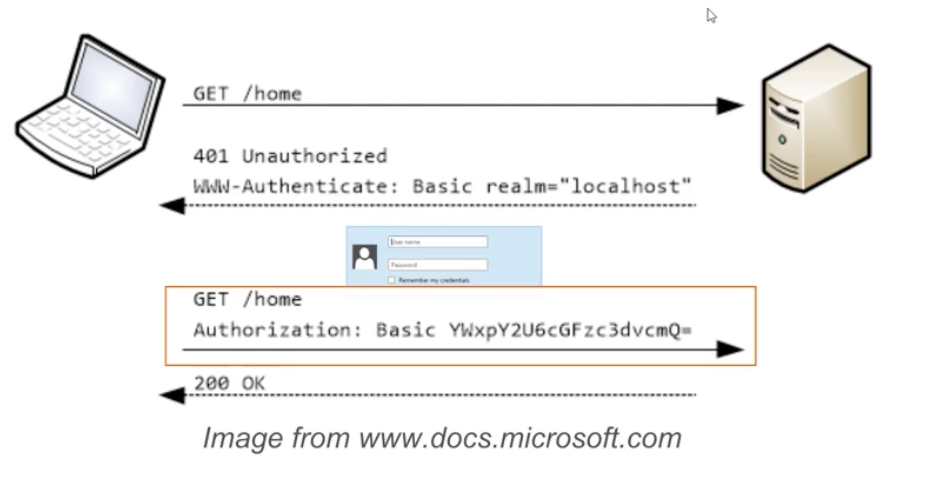 GET /home
401 Unauthorized
WWW-Authenticate: Basic realm="localhost"
User name
Password
Remember my credentials
GET /home
Authorization: Basic YWxpY2U6cGFzc3dvcmQ=
200 OK
Image from www.docs.microsoft.com